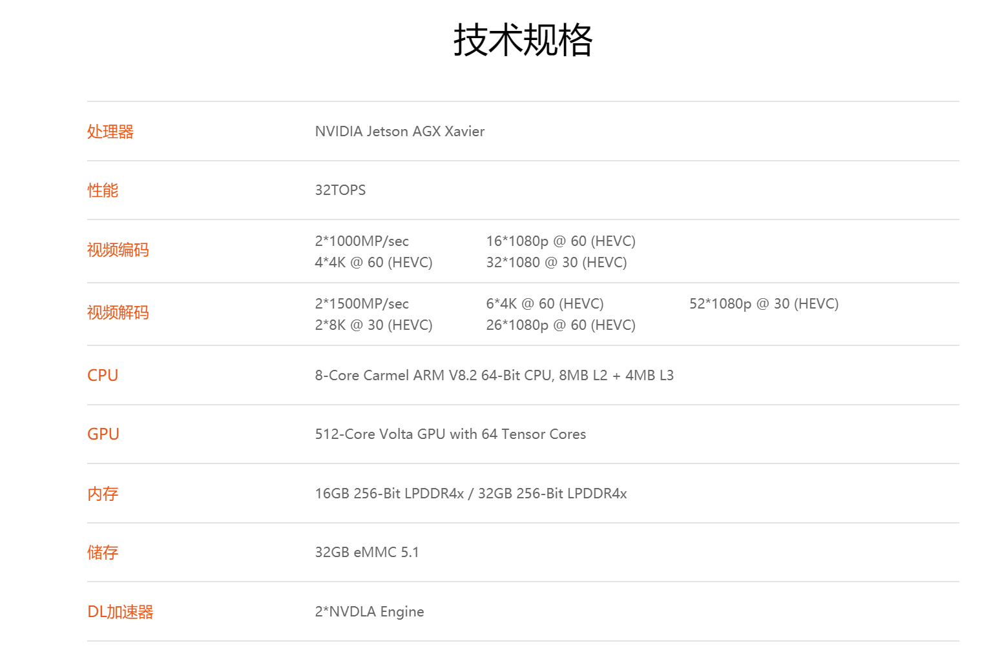 技术规格
处理器 NVIDIA Jetson AGX Xavier
性能 32TOPS
视频编码
2*1000MP/sec 16*1080p @ 60 (HEVC)
4*4K @ 60 (HEVC) 32*1080 @ 30 (HEVC)
视频解码
2*1500MP/sec 6*4K @ 60 (HEVC) 52*1080p @ 30 (HEVC)
2*8K @ 30 (HEVC) 26*1080p @ 60 (HEVC)
CPU 8-Core Carmel ARM V8.2 64-Bit CPU, 8MB L2 + 4MB L3
GPU 512-Core Volta GPU with 64 Tensor Cores
内存 16GB 256-Bit LPDDR4x / 32GB 256-Bit LPDDR4x
储存 32GB eMMC 5.1
DL加速器 2*NVDLA Engine